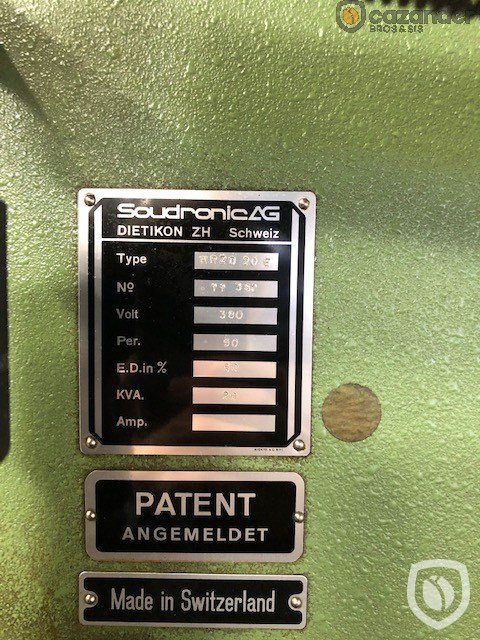 cazander
BROS & SIS
Soudronic AG
DIETIKON ZH Schweiz
Type
Nº
Volt 380
Per.
E.D.in %
KVA.
Amp.
PATENT
ANGEMELDET
Made in Switzerland